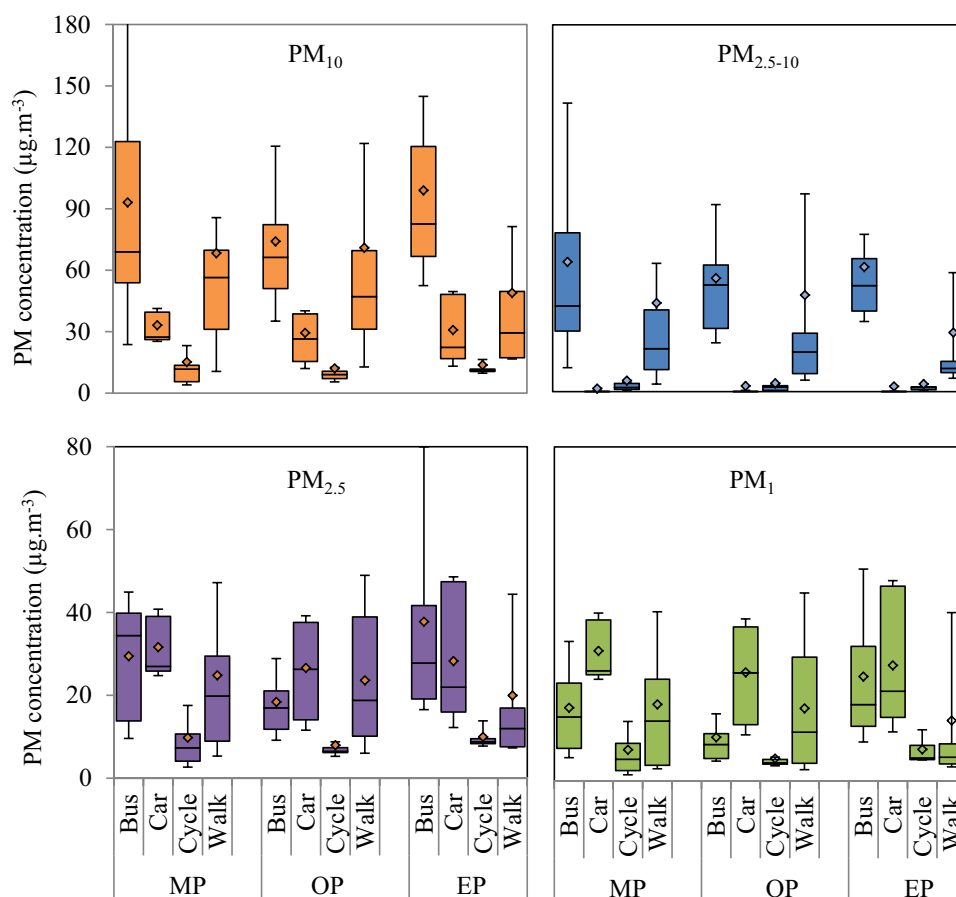 PM concentration (µg.m-3)
180
150
120
90
60
30
0
PM10
PM2.5-10
PM concentration (µg.m-3)
80
60
40
20
0
PM2.5
PM1
Bus Car Cycle Walk Bus Car Cycle Walk Bus Car Cycle Walk
MP OP EP
Bus Car Cycle Walk Bus Car Cycle Walk Bus Car Cycle Walk
MP OP EP